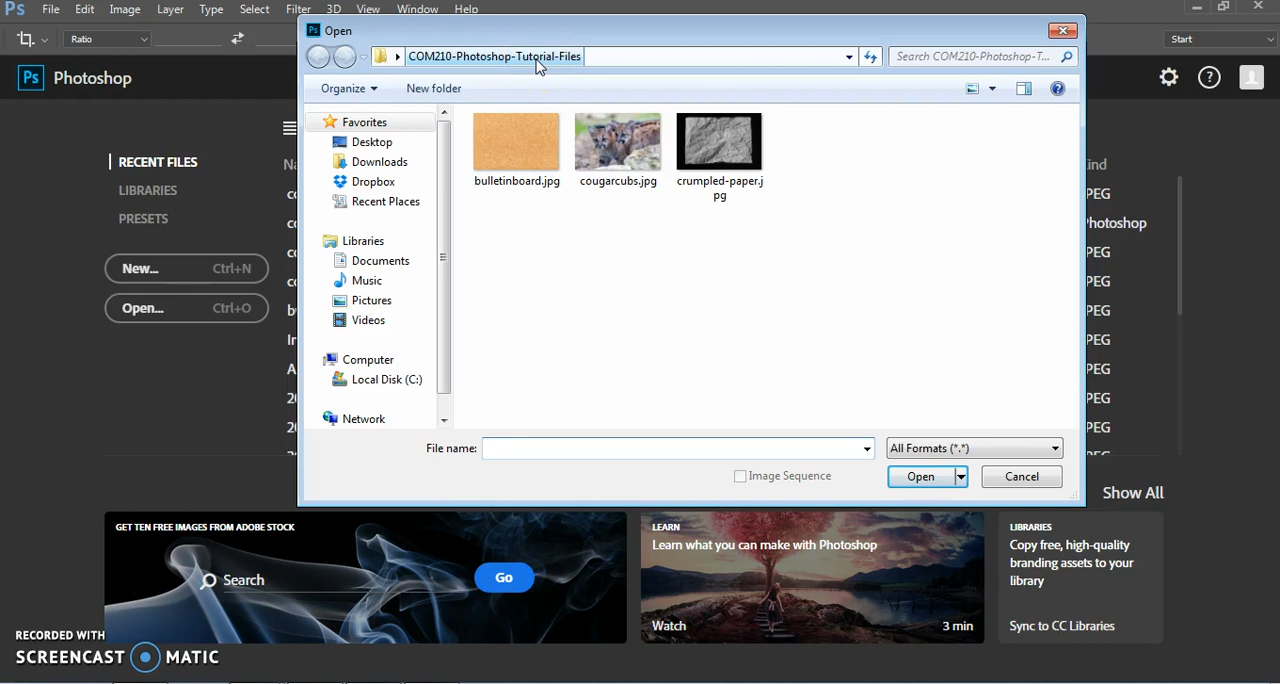 Ps File Edit Image Layer Type Select Filter 3D View Window Help
Ps Open
Ratio
COM210-Photoshop-Tutorial-Files
Search COM210-Photoshop-T...
Start
Ps Photoshop
Organize
New folder
RECENT FILES
LIBRARIES
PRESETS
New... Ctrl+N
Open... Ctrl+O
Favorites
Desktop
Downloads
Dropbox
Recent Places
Libraries
Documents
Music
Pictures
Videos
Computer
Local Disk (C:)
Network
bulletinboard.jpg
cougarcubs.jpg
crumpled-paper.j
pg
File name:
All Formats (*.*)
Image Sequence
Open
Cancel
PEG
hotoshop
PEG
PEG
PEG
PEG
PEG
PEG
PEG
Show All
GET TEN FREE IMAGES FROM ADOBE STOCK
Search
Go
LEARN
Learn what you can make with Photoshop
Watch
3 min
LIBRARIES
Copy free, high-quality
branding assets to your
library
Sync to CC Libraries
RECORDED WITH
SCREENCAST MATIC